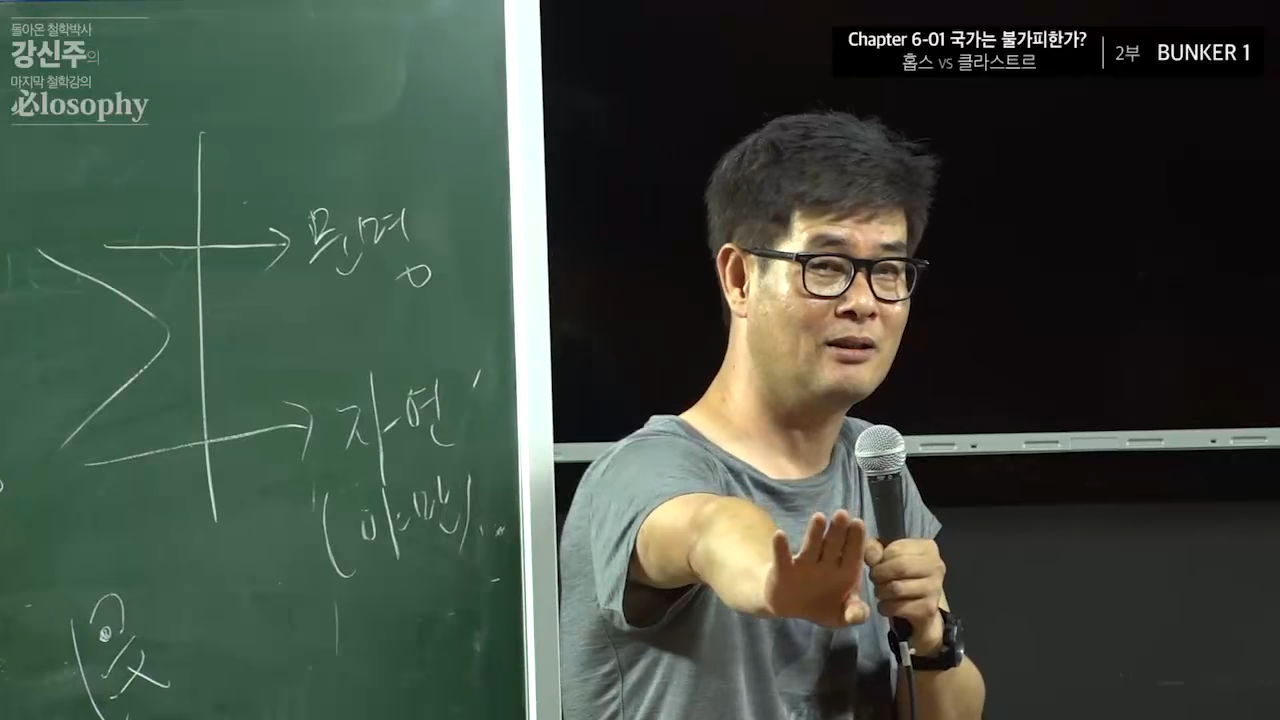 돌아온 철학박사
강신주의
마지막 철학강의
必losophy
Chapter 6-01 국가는 불가피한가?
홉스 vs 클라스트르
2부
BUNKER 1
문명
자연
(야만)